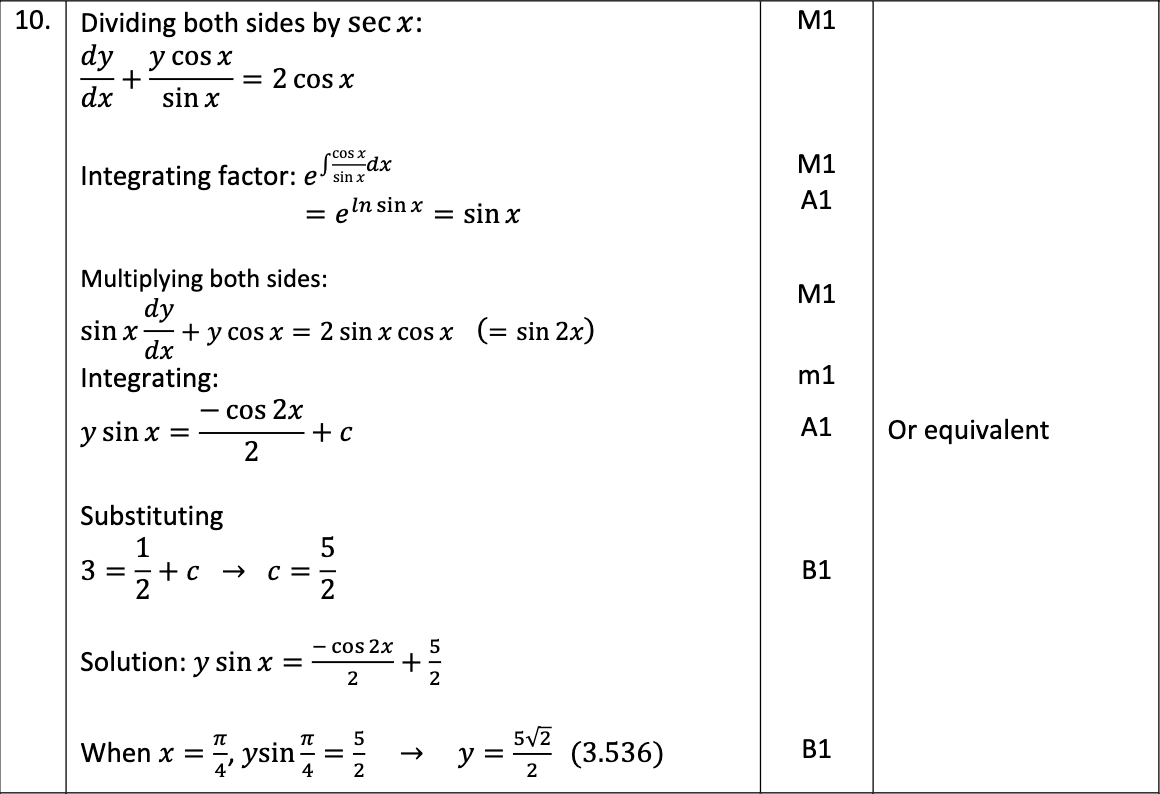 10. Dividing both sides by sec x: M1
dy/dx + (y cos x)/(sin x) = 2 cos x
Integrating factor: e^(∫(cos x)/(sin x) dx) M1
= e^(ln sin x) = sin x A1
Multiplying both sides: M1
sin x dy/dx + y cos x = 2 sin x cos x (= sin 2x)
Integrating: m1
y sin x = (− cos 2x)/2 + c A1 Or equivalent
Substituting
3 = 1/2 + c → c = 5/2 B1
Solution: y sin x = (− cos 2x)/2 + 5/2
When x = π/4, ysin π/4 = 5/2 → y = (5√2)/2 (3.536) B1